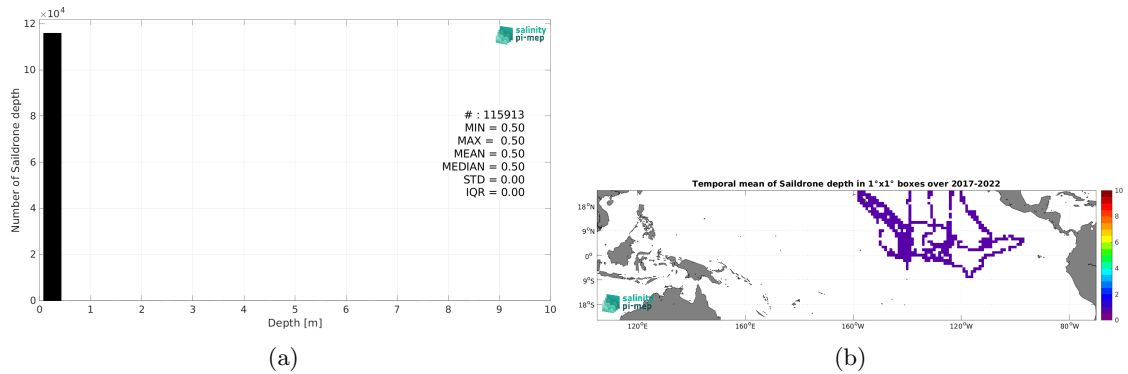 ×10⁴
12
10
8
6
4
2
0
Number of Saildrone depth
salinity
pi-mep
# : 115913
MIN = 0.50
MAX = 0.50
MEAN = 0.50
MEDIAN = 0.50
STD = 0.00
IQR = 0.00
0 1 2 3 4 5 6 7 8 9 10
Depth [m]
(a)
Temporal mean of Saildrone depth in 1°x1° boxes over 2017-2022
18°N
9°N
0°
9°S
18°S
salinity
pi-mep
120°E 160°E 160°W 120°W 80°W
10
8
6
4
2
0
(b)